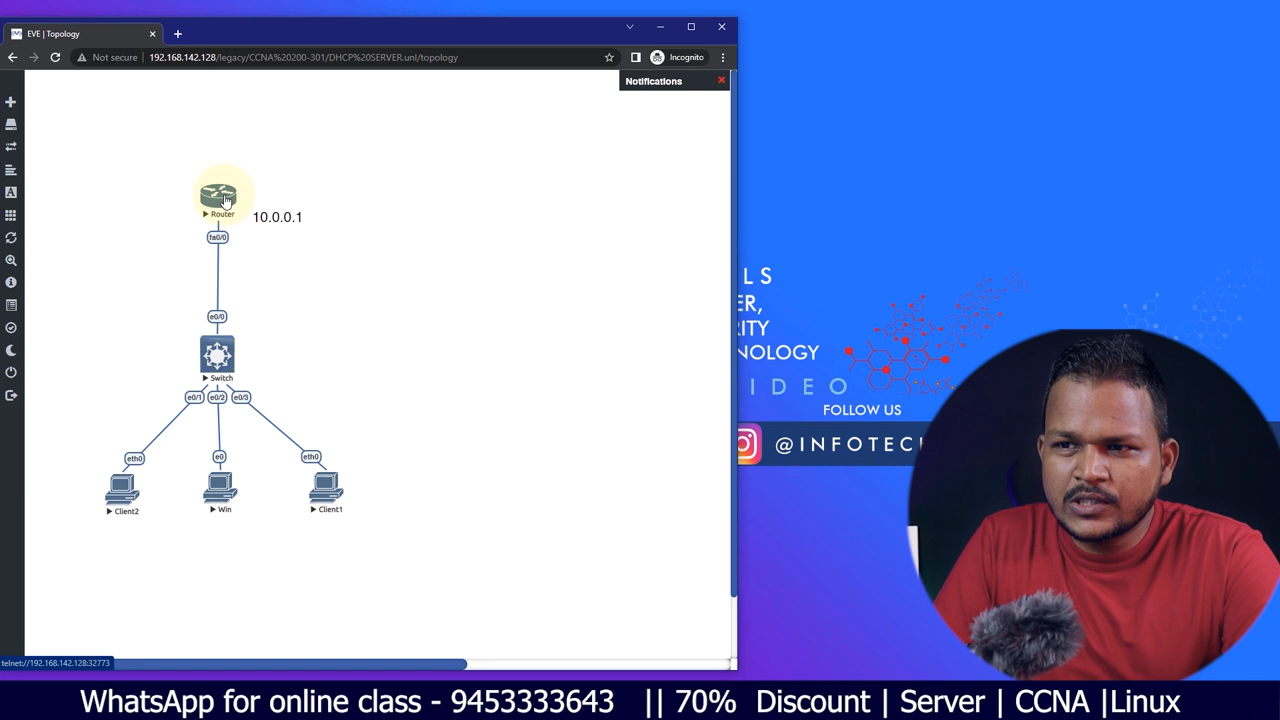 EVE | Topology
Not secure 192.168.142.128/legacy/CCNA%20200-301/DHCP%20SERVER.unl/topology Incognito
Notifications
Router
10.0.0.1
fa0/0
e0/0
Switch
e0/1 e0/2 e0/3
eth0 e0 eth0
Client2 Win Client1
telnet://192.168.142.128:32773
L S
ER,
RITY
NOLOGY
I D E O
FOLLOW US
@INFOTEC
WhatsApp for online class - 9453333643 || 70% Discount | Server | CCNA |Linux